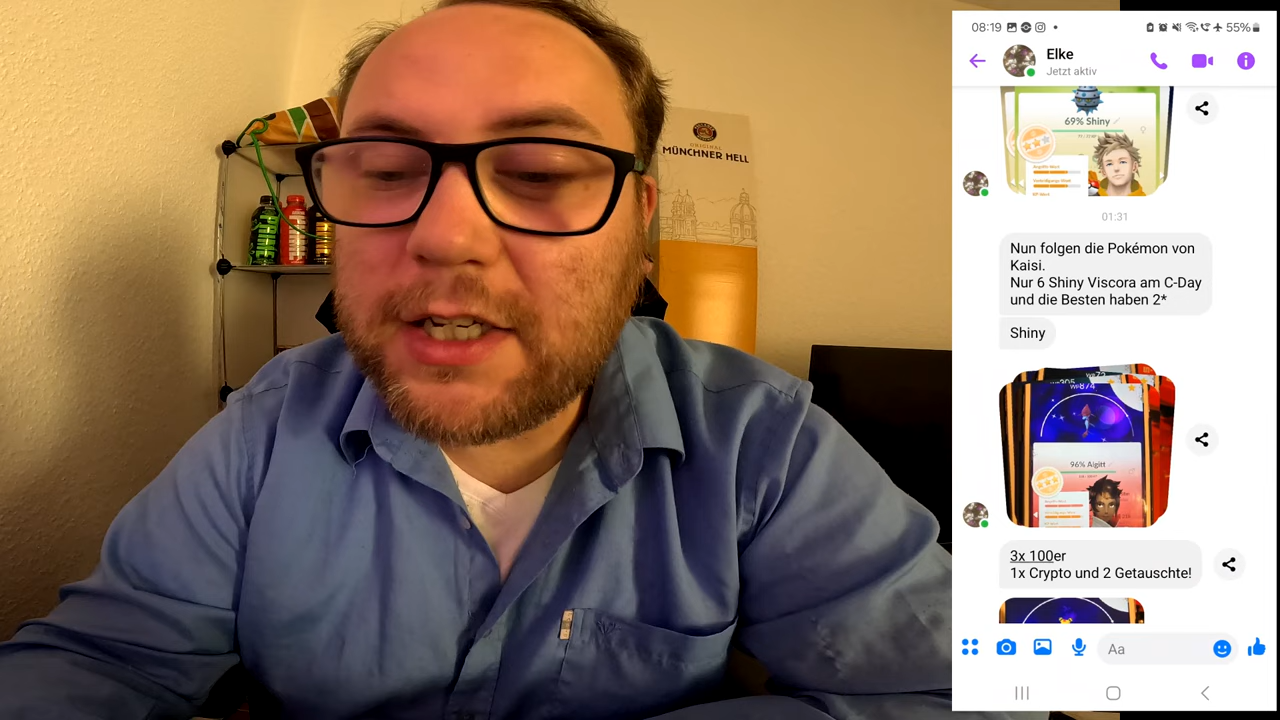 ORIGINAL
MÜNCHNER HELL
08:19
55%
Elke
Jetzt aktiv
69% Shiny
01:31
Nun folgen die Pokémon von
Kaisi.
Nur 6 Shiny Viscora am C-Day
und die Besten haben 2*
Shiny
WP874
96% Aigitt
3x 100er
1x Crypto und 2 Getauschte!
Aa